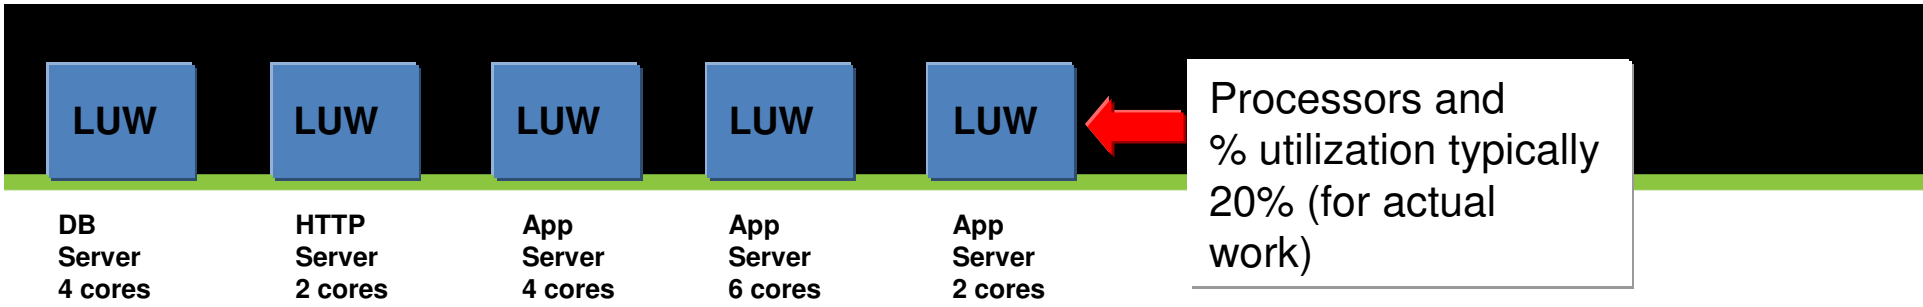 LUW
LUW
LUW
LUW
LUW
Processors and
% utilization typically
20% (for actual
work)
DB
Server
4 cores
HTTP
Server
2 cores
App
Server
4 cores
App
Server
6 cores
App
Server
2 cores